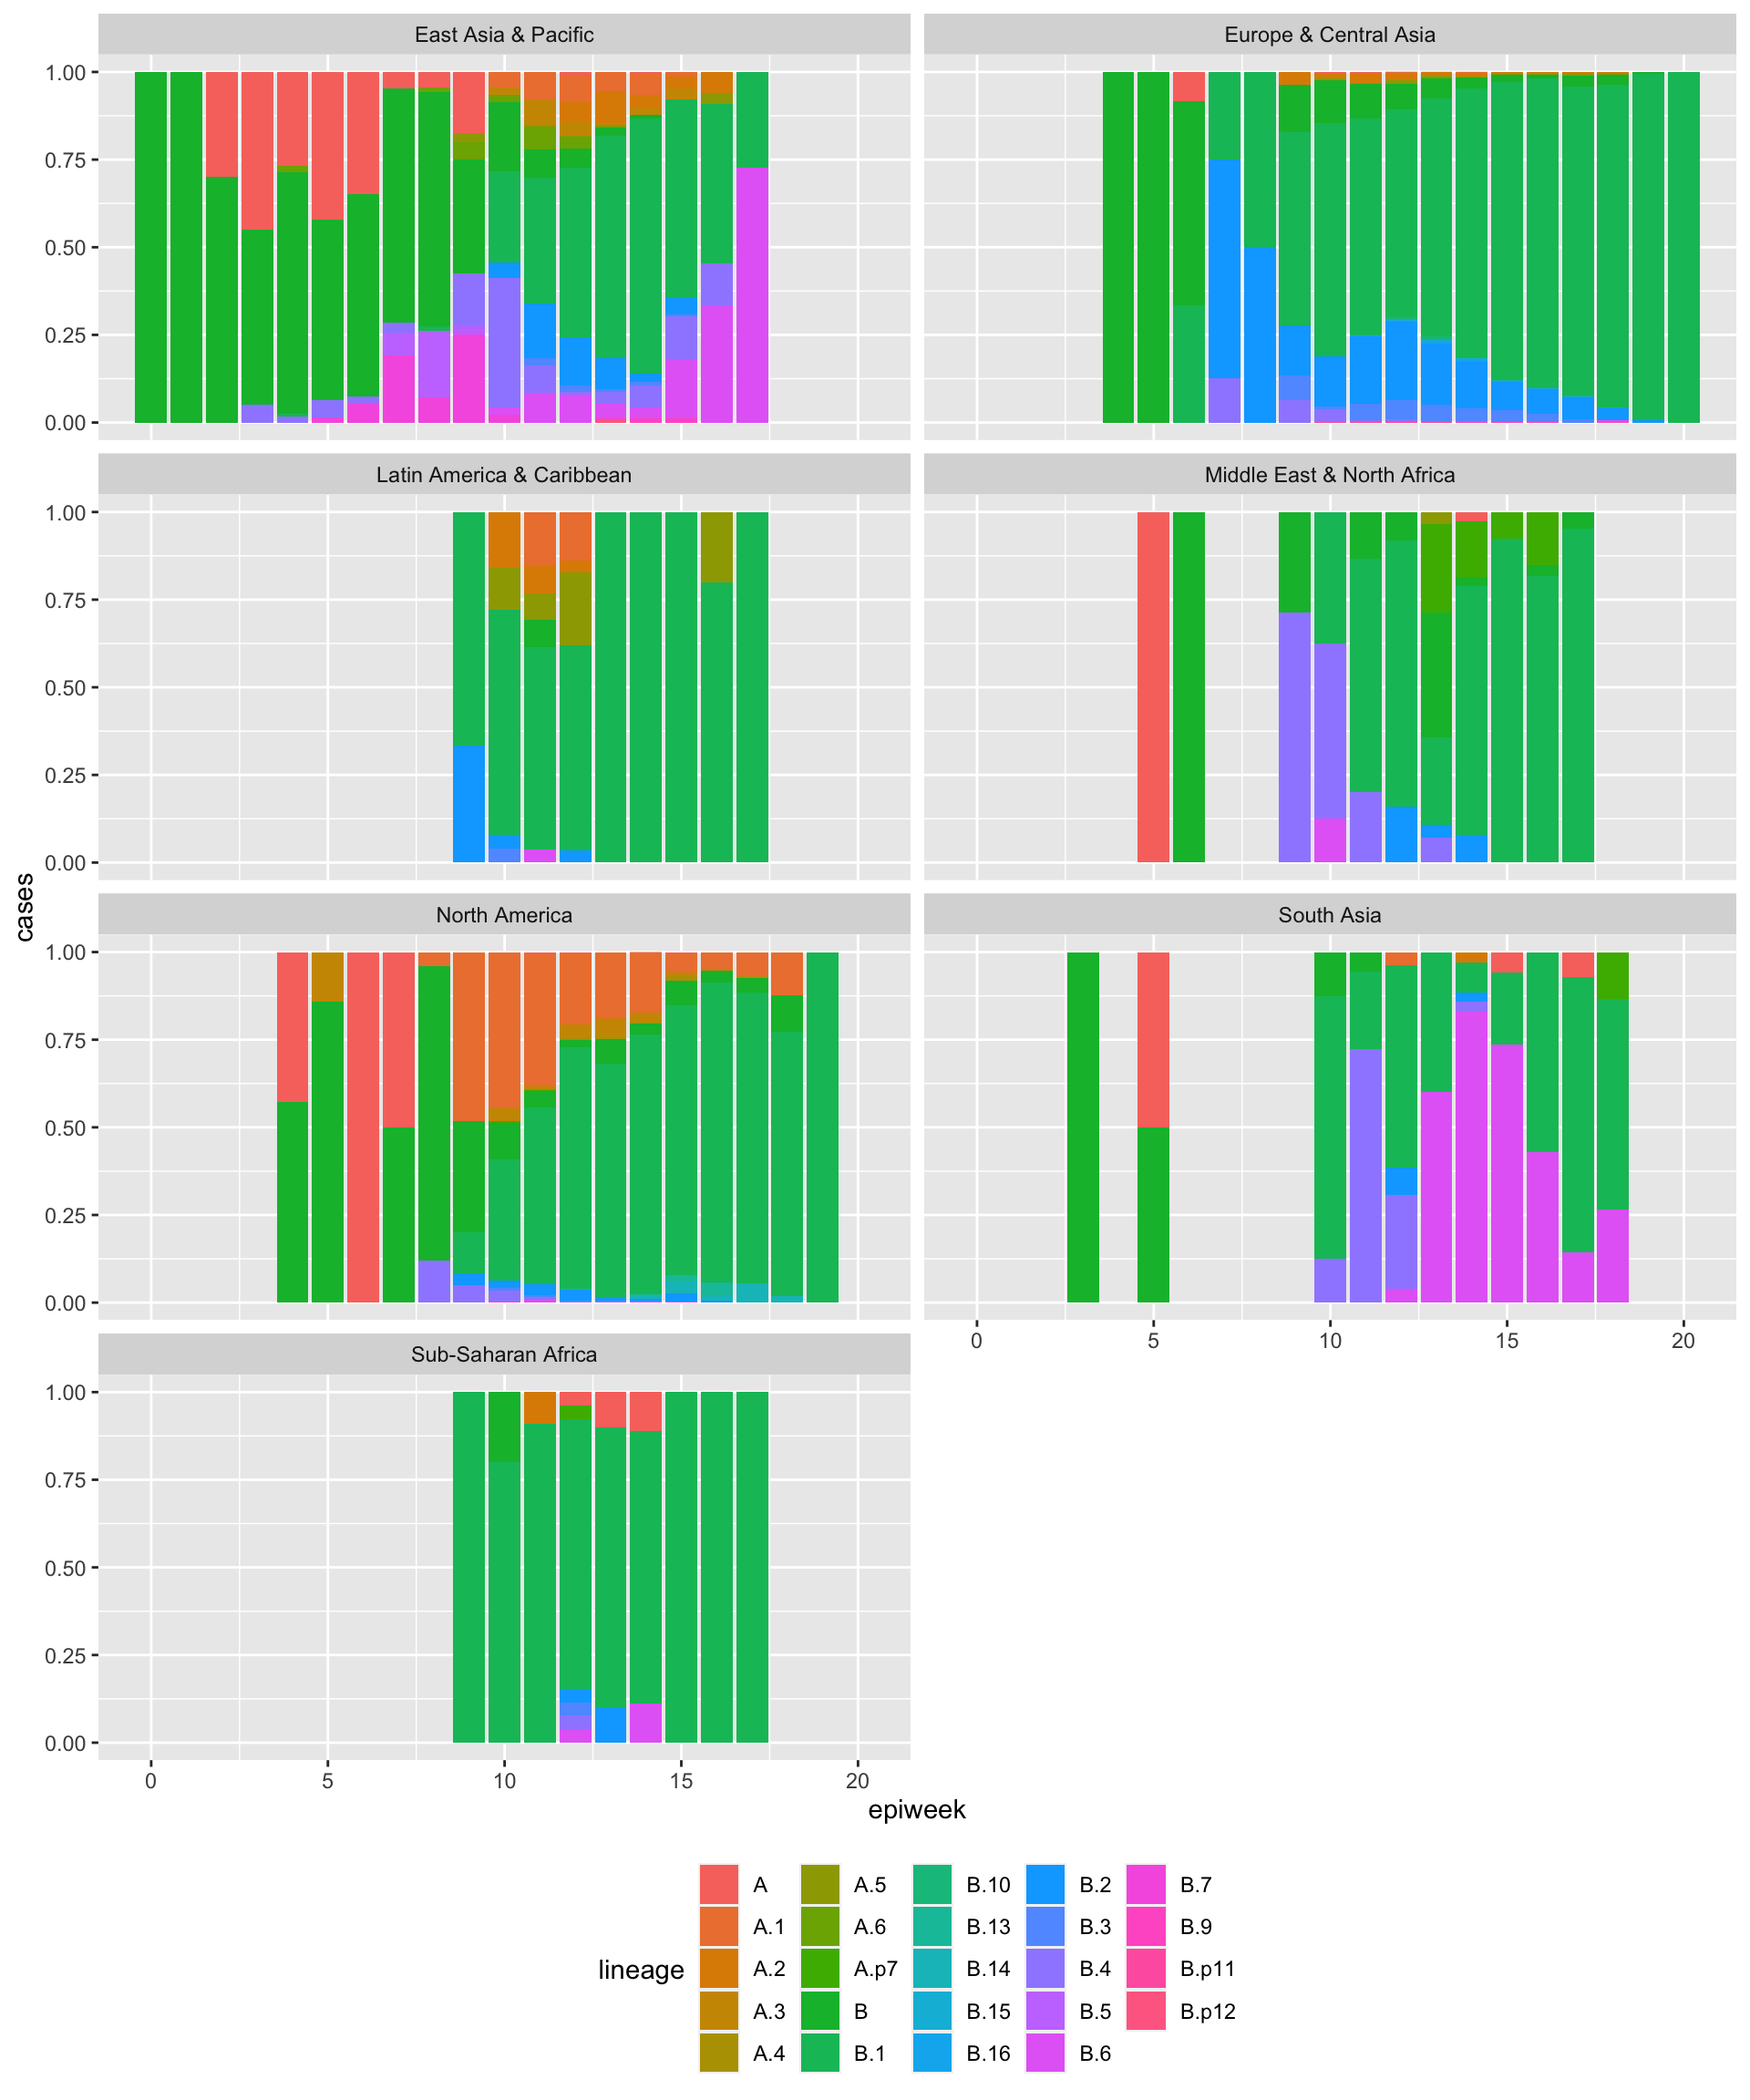 East Asia & Pacific
Europe & Central Asia
1.00
0.75
0.50
0.25
0.00
Latin America & Caribbean
Middle East & North Africa
1.00
0.75
0.50
0.25
0.00
cases
North America
South Asia
1.00
0.75
0.50
0.25
0.00
0 5 10 15 20
Sub-Saharan Africa
1.00
0.75
0.50
0.25
0.00
0 5 10 15 20
epiweek
lineage
A A.5 B.10 B.2 B.7
A.1 A.6 B.13 B.3 B.9
A.2 A.p7 B.14 B.4 B.p11
A.3 B B.15 B.5 B.p12
A.4 B.1 B.16 B.6